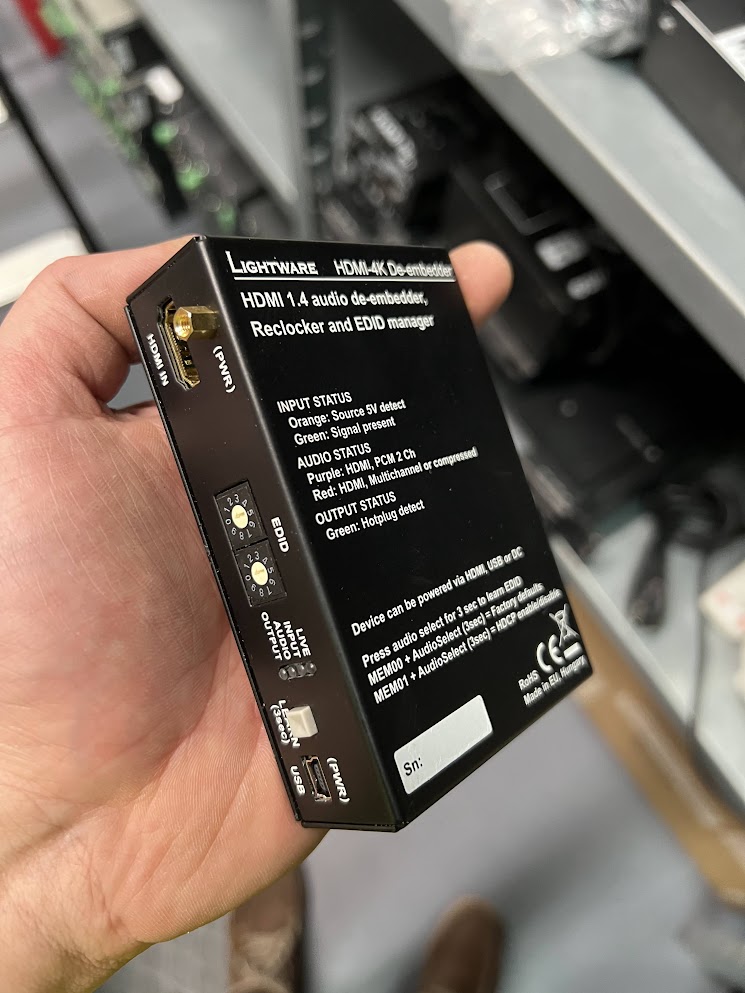 LIGHTWARE HDMI-4K De-embedder
HDMI 1.4 audio de-embedder,
Reclocker and EDID manager
INPUT STATUS
Orange: Source 5V detect
Green: Signal present
AUDIO STATUS
Purple: HDMI, PCM 2 Ch
Red: HDMI, Multichannel or compressed
OUTPUT STATUS
Green: Hotplug detect
Device can be powered via HDMI, USB or DC
Press audio select for 3 sec to learn EDID
MEM00 + AudioSelect (3sec) = Factory defaults
MEM01 + AudioSelect (3sec) = HDCP enable/disable
CE
RoHS
Made in EU, Hungary
Sn:
HDMI IN
(PWR)
EDID
LIVE
INPUT
AUDIO
OUTPUT
LEARN
(3sec)
USB
(PWR)